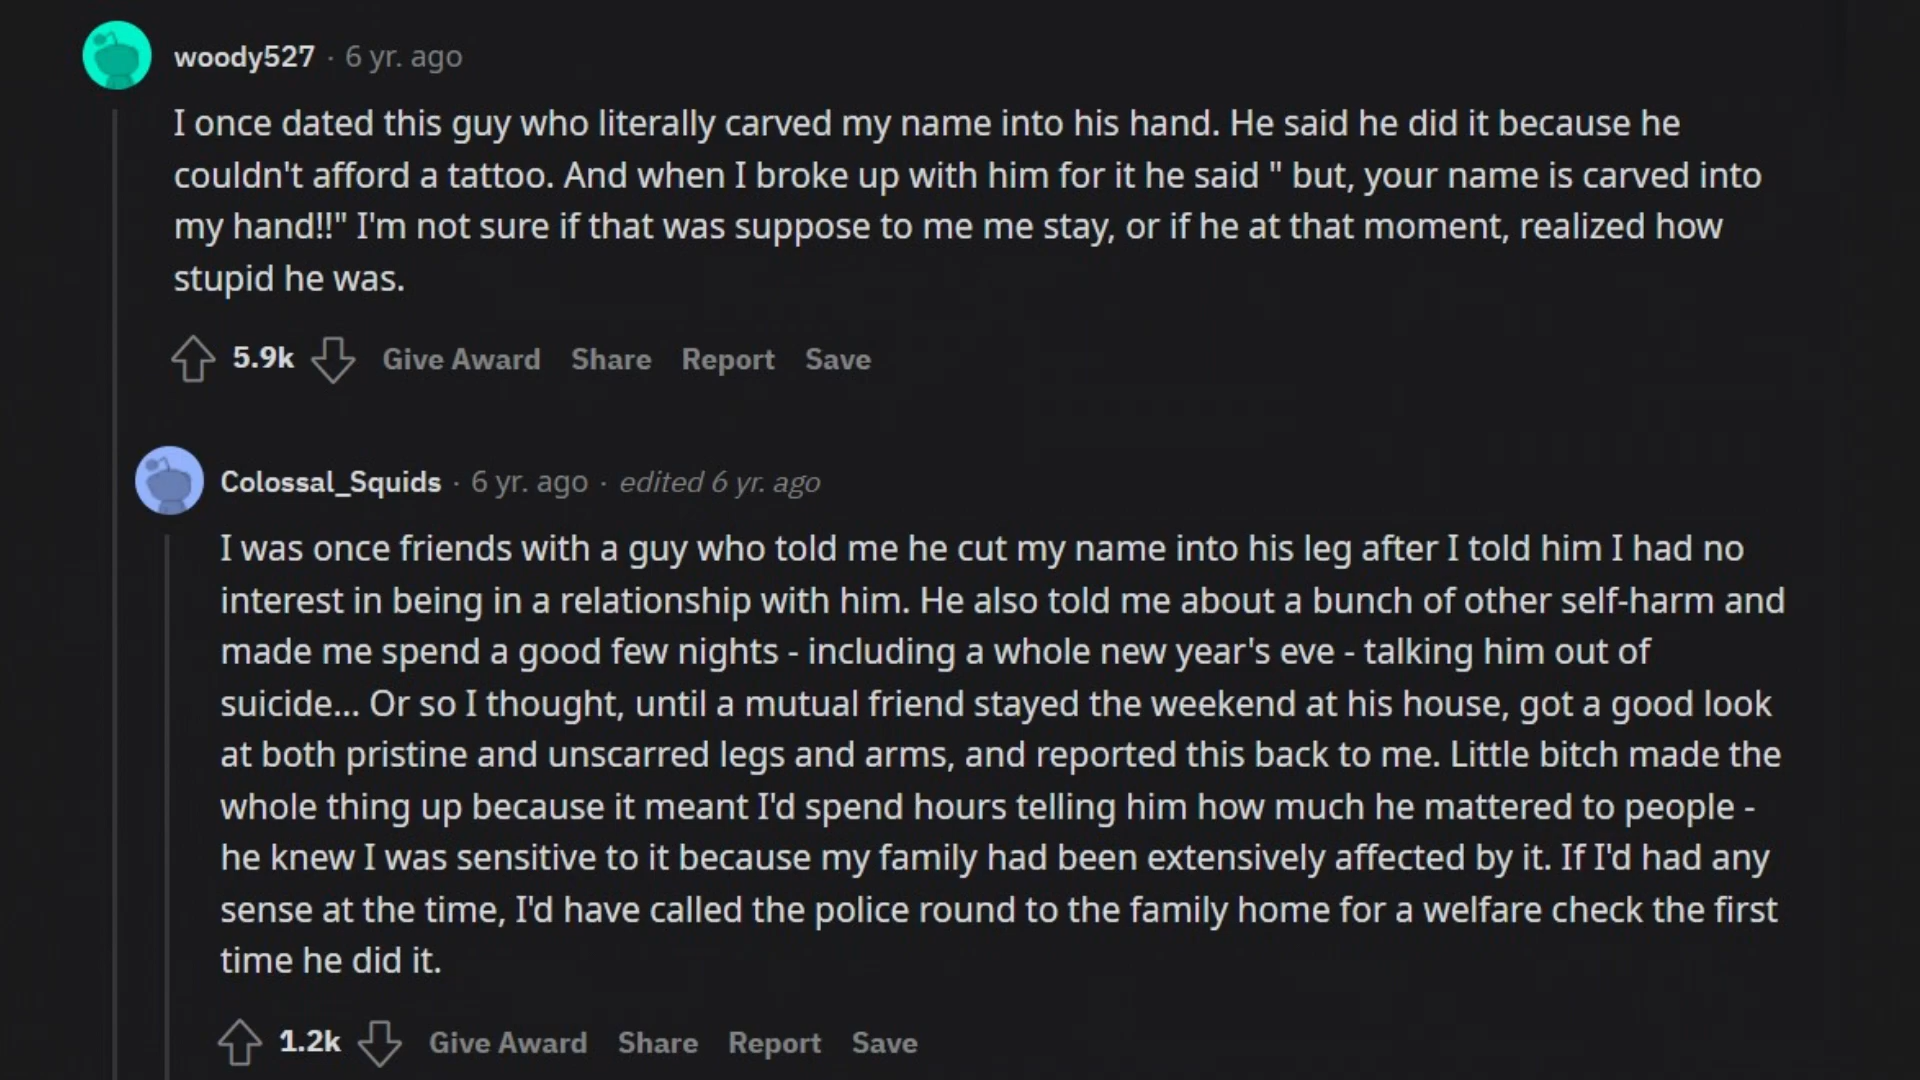 woody527 · 6 yr. ago
I once dated this guy who literally carved my name into his hand. He said he did it because he
couldn't afford a tattoo. And when I broke up with him for it he said " but, your name is carved into
my hand!!" I'm not sure if that was suppose to me me stay, or if he at that moment, realized how
stupid he was.
5.9k Give Award Share Report Save
Colossal_Squids · 6 yr. ago · edited 6 yr. ago
I was once friends with a guy who told me he cut my name into his leg after I told him I had no
interest in being in a relationship with him. He also told me about a bunch of other self-harm and
made me spend a good few nights - including a whole new year's eve - talking him out of
suicide... Or so I thought, until a mutual friend stayed the weekend at his house, got a good look
at both pristine and unscarred legs and arms, and reported this back to me. Little bitch made the
whole thing up because it meant I'd spend hours telling him how much he mattered to people -
he knew I was sensitive to it because my family had been extensively affected by it. If I'd had any
sense at the time, I'd have called the police round to the family home for a welfare check the first
time he did it.
1.2k Give Award Share Report Save